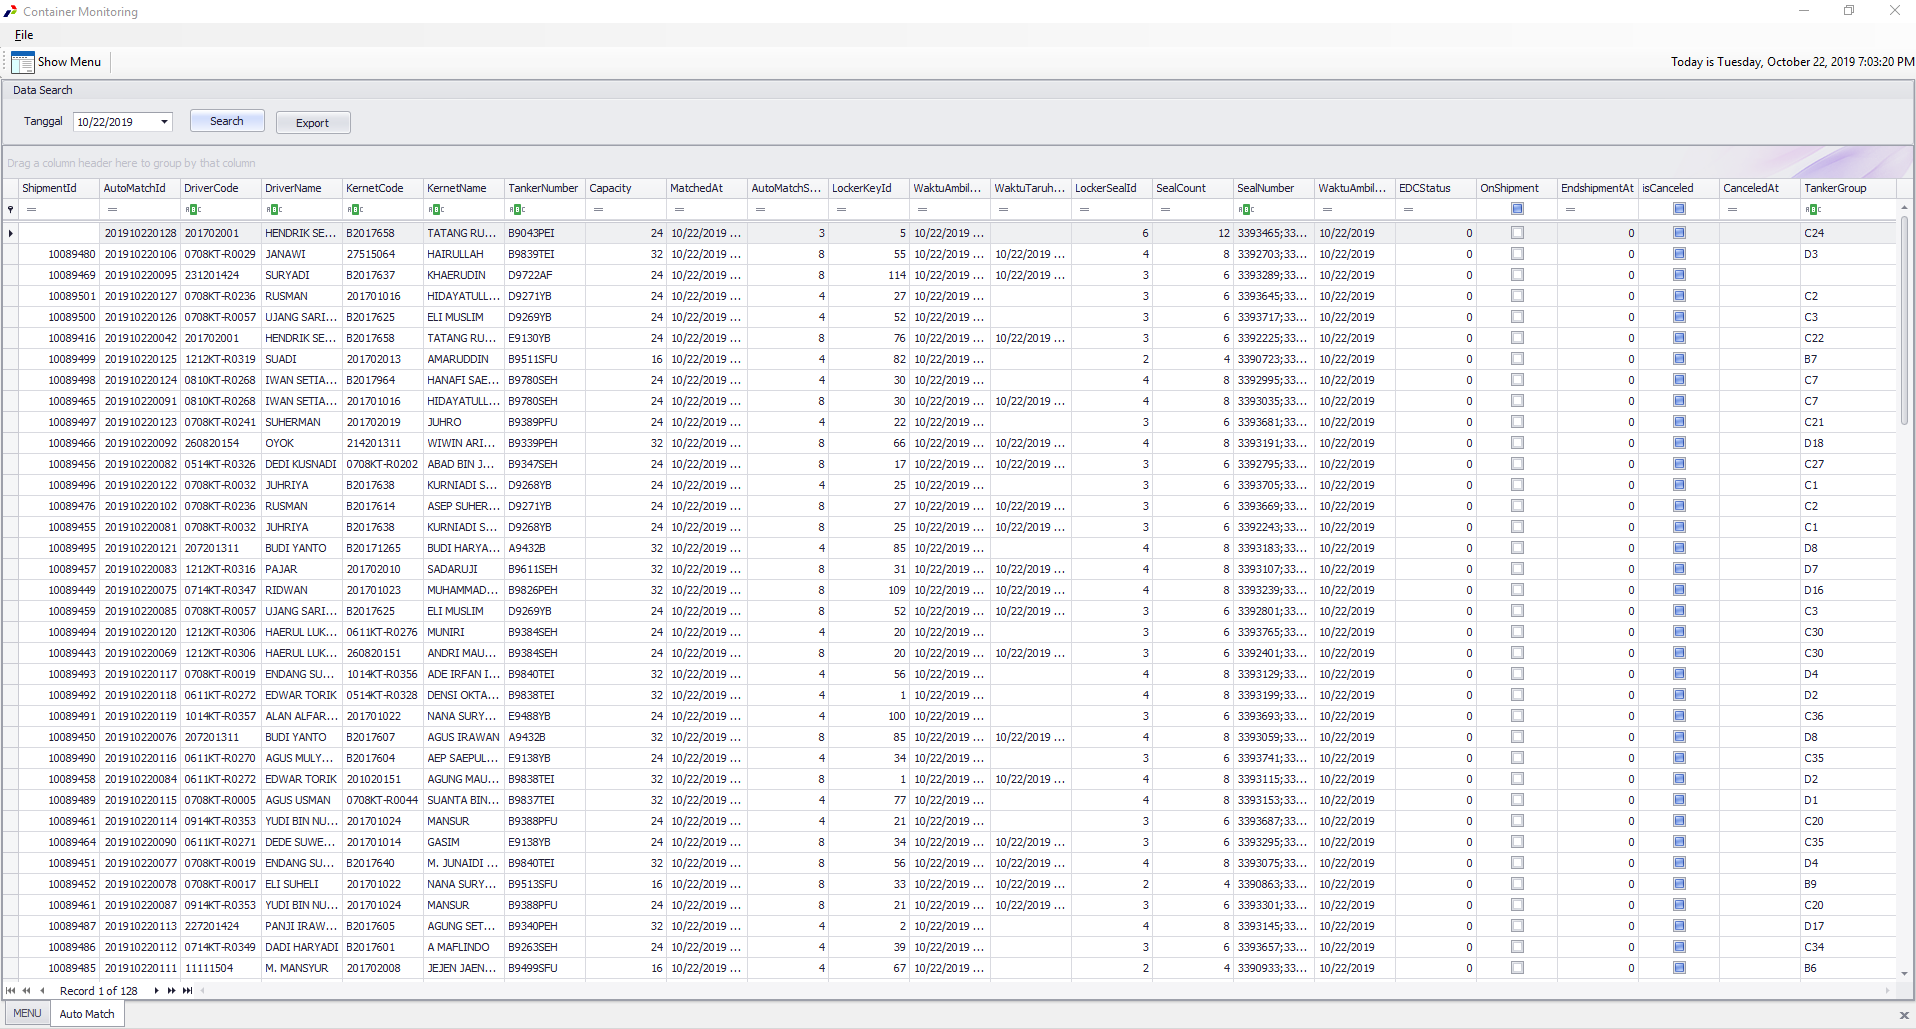 Container Monitoring
File
Show Menu
Today is Tuesday, October 22, 2019 7:03:20 PM
Data Search
Tanggal 10/22/2019 Search Export
Drag a column header here to group by that column
ShipmentId AutoMatchId DriverCode DriverName KernetCode KernetName TankerNumber Capacity MatchedAt AutoMatchS... LockerKeyId WaktuAmbil... WaktuTaruh... LockerSealId SealCount SealNumber WaktuAmbil... EDCStatus OnShipment EndshipmentAt isCanceled CanceledAt TankerGroup
= = ABC ABC ABC ABC ABC = = = = = = = = ABC = = = = ABC
201910220128 201702001 HENDRIK SE... B2017658 TATANG RU... B9043PEI 24 10/22/2019 ... 3 5 10/22/2019 ... 6 12 3393465;33... 10/22/2019 0 0 C24
10089480 201910220106 0708KT-R0029 JANAWI 27515064 HAIRULLAH B9839TEI 32 10/22/2019 ... 8 55 10/22/2019 ... 10/22/2019 ... 4 8 3392703;33... 10/22/2019 0 0 D3
10089469 201910220095 231201424 SURYADI B2017637 KHAERUDIN D9722AF 24 10/22/2019 ... 8 114 10/22/2019 ... 10/22/2019 ... 3 6 3393289;33... 10/22/2019 0 0
10089501 201910220127 0708KT-R0236 RUSMAN 201701016 HIDAYATULL... D9271YB 24 10/22/2019 ... 4 27 10/22/2019 ... 3 6 3393645;33... 10/22/2019 0 0 C2
10089500 201910220126 0708KT-R0057 UJANG SARI... B2017625 ELI MUSLIM D9269YB 24 10/22/2019 ... 4 52 10/22/2019 ... 3 6 3393717;33... 10/22/2019 0 0 C3
10089416 201910220042 201702001 HENDRIK SE... B2017658 TATANG RU... E9130YB 24 10/22/2019 ... 8 76 10/22/2019 ... 10/22/2019 ... 3 6 3392225;33... 10/22/2019 0 0 C22
10089499 201910220125 1212KT-R0319 SUADI 201702013 AMARUDDIN B9511SFU 16 10/22/2019 ... 4 82 10/22/2019 ... 2 4 3390723;33... 10/22/2019 0 0 B7
10089498 201910220124 0810KT-R0268 IWAN SETIA... B2017964 HANAFI SAE... B9780SEH 24 10/22/2019 ... 4 30 10/22/2019 ... 4 8 3392995;33... 10/22/2019 0 0 C7
10089465 201910220091 0810KT-R0268 IWAN SETIA... 201701016 HIDAYATULL... B9780SEH 24 10/22/2019 ... 8 30 10/22/2019 ... 10/22/2019 ... 4 8 3393035;33... 10/22/2019 0 0 C7
10089497 201910220123 0708KT-R0241 SUHERMAN 201702019 JUHRO B9389PFU 24 10/22/2019 ... 4 22 10/22/2019 ... 3 6 3393681;33... 10/22/2019 0 0 C21
10089466 201910220092 260820154 OYOK 214201311 WIWIN ARI... B9339PEH 32 10/22/2019 ... 8 66 10/22/2019 ... 10/22/2019 ... 4 8 3393191;33... 10/22/2019 0 0 D18
10089456 201910220082 0514KT-R0326 DEDI KUSNADI 0708KT-R0202 ABAD BIN J... B9347SEH 24 10/22/2019 ... 8 17 10/22/2019 ... 10/22/2019 ... 3 6 3392795;33... 10/22/2019 0 0 C27
10089496 201910220122 0708KT-R0032 JUHRIYA B2017638 KURNIADI S... D9268YB 24 10/22/2019 ... 4 25 10/22/2019 ... 3 6 3393705;33... 10/22/2019 0 0 C1
10089476 201910220102 0708KT-R0236 RUSMAN B2017614 ASEP SUHER... D9271YB 24 10/22/2019 ... 8 27 10/22/2019 ... 10/22/2019 ... 3 6 3393669;33... 10/22/2019 0 0 C2
10089455 201910220081 0708KT-R0032 JUHRIYA B2017638 KURNIADI S... D9268YB 24 10/22/2019 ... 8 25 10/22/2019 ... 10/22/2019 ... 3 6 3392243;33... 10/22/2019 0 0 C1
10089495 201910220121 207201311 BUDI YANTO B20171265 BUDI HARYA... A9432B 32 10/22/2019 ... 4 85 10/22/2019 ... 4 8 3393183;33... 10/22/2019 0 0 D8
10089457 201910220083 1212KT-R0316 PAJAR 201702010 SADARUJI B9611SEH 32 10/22/2019 ... 8 31 10/22/2019 ... 10/22/2019 ... 4 8 3393107;33... 10/22/2019 0 0 D7
10089449 201910220075 0714KT-R0347 RIDWAN 201701023 MUHAMMAD... B9826PEH 32 10/22/2019 ... 8 109 10/22/2019 ... 10/22/2019 ... 4 8 3393239;33... 10/22/2019 0 0 D16
10089459 201910220085 0708KT-R0057 UJANG SARI... B2017625 ELI MUSLIM D9269YB 24 10/22/2019 ... 8 52 10/22/2019 ... 10/22/2019 ... 3 6 3392801;33... 10/22/2019 0 0 C3
10089494 201910220120 1212KT-R0306 HAERUL LUK... 0611KT-R0276 MUNIRI B9384SEH 24 10/22/2019 ... 4 20 10/22/2019 ... 3 6 3393765;33... 10/22/2019 0 0 C30
10089443 201910220069 1212KT-R0306 HAERUL LUK... 260820151 ANDRI MAU... B9384SEH 24 10/22/2019 ... 8 20 10/22/2019 ... 10/22/2019 ... 3 6 3392401;33... 10/22/2019 0 0 C30
10089493 201910220117 0708KT-R0019 ENDANG SU... 1014KT-R0356 ADE IRFAN I... B9840TEI 32 10/22/2019 ... 4 56 10/22/2019 ... 4 8 3393129;33... 10/22/2019 0 0 D4
10089492 201910220118 0611KT-R0272 EDWAR TORIK 0514KT-R0328 DENSI OKTA... B9838TEI 32 10/22/2019 ... 4 1 10/22/2019 ... 4 8 3393199;33... 10/22/2019 0 0 D2
10089491 201910220119 1014KT-R0357 ALAN ALFAR... 201701022 NANA SURY... E9488YB 24 10/22/2019 ... 4 100 10/22/2019 ... 3 6 3393693;33... 10/22/2019 0 0 C36
10089450 201910220076 207201311 BUDI YANTO B2017607 AGUS IRAWAN A9432B 32 10/22/2019 ... 8 85 10/22/2019 ... 10/22/2019 ... 4 8 3393059;33... 10/22/2019 0 0 D8
10089490 201910220116 0611KT-R0270 AGUS MULY... B2017604 AEP SAEPUL... E9138YB 24 10/22/2019 ... 4 34 10/22/2019 ... 3 6 3393741;33... 10/22/2019 0 0 C35
10089458 201910220084 0611KT-R0272 EDWAR TORIK 201020151 AGUNG MAU... B9838TEI 32 10/22/2019 ... 8 1 10/22/2019 ... 10/22/2019 ... 4 8 3393115;33... 10/22/2019 0 0 D2
10089489 201910220115 0708KT-R0005 AGUS USMAN 0708KT-R0044 SUANTA BIN... B9837TEI 32 10/22/2019 ... 4 77 10/22/2019 ... 4 8 3393153;33... 10/22/2019 0 0 D1
10089461 201910220114 0914KT-R0353 YUDI BIN NU... 201701024 MANSUR B9388PFU 24 10/22/2019 ... 4 21 10/22/2019 ... 3 6 3393687;33... 10/22/2019 0 0 C20
10089464 201910220090 0611KT-R0271 DEDE SUWE... 201701014 GASIM E9138YB 24 10/22/2019 ... 8 34 10/22/2019 ... 10/22/2019 ... 3 6 3393295;33... 10/22/2019 0 0 C35
10089451 201910220077 0708KT-R0019 ENDANG SU... B2017640 M. JUNAIDI ... B9840TEI 32 10/22/2019 ... 8 56 10/22/2019 ... 10/22/2019 ... 4 8 3393075;33... 10/22/2019 0 0 D4
10089452 201910220078 0708KT-R0017 ELI SUHELI 201701022 NANA SURY... B9513SFU 16 10/22/2019 ... 8 33 10/22/2019 ... 10/22/2019 ... 2 4 3390863;33... 10/22/2019 0 0 B9
10089461 201910220087 0914KT-R0353 YUDI BIN NU... 201701024 MANSUR B9388PFU 24 10/22/2019 ... 8 21 10/22/2019 ... 10/22/2019 ... 3 6 3393301;33... 10/22/2019 0 0 C20
10089487 201910220113 227201424 PANJI IRAW... B2017605 AGUNG SET... B9340PEH 32 10/22/2019 ... 4 2 10/22/2019 ... 4 8 3393145;33... 10/22/2019 0 0 D17
10089486 201910220112 0714KT-R0349 DADI HARYADI B2017601 A MAFLINDO B9263SEH 24 10/22/2019 ... 4 39 10/22/2019 ... 3 6 3393657;33... 10/22/2019 0 0 C34
10089485 201910220111 11111504 M. MANSYUR 201702008 JEJEN JAEN... B9499SFU 16 10/22/2019 ... 4 67 10/22/2019 ... 2 4 3390933;33... 10/22/2019 0 0 B6
Record 1 of 128
MENU Auto Match